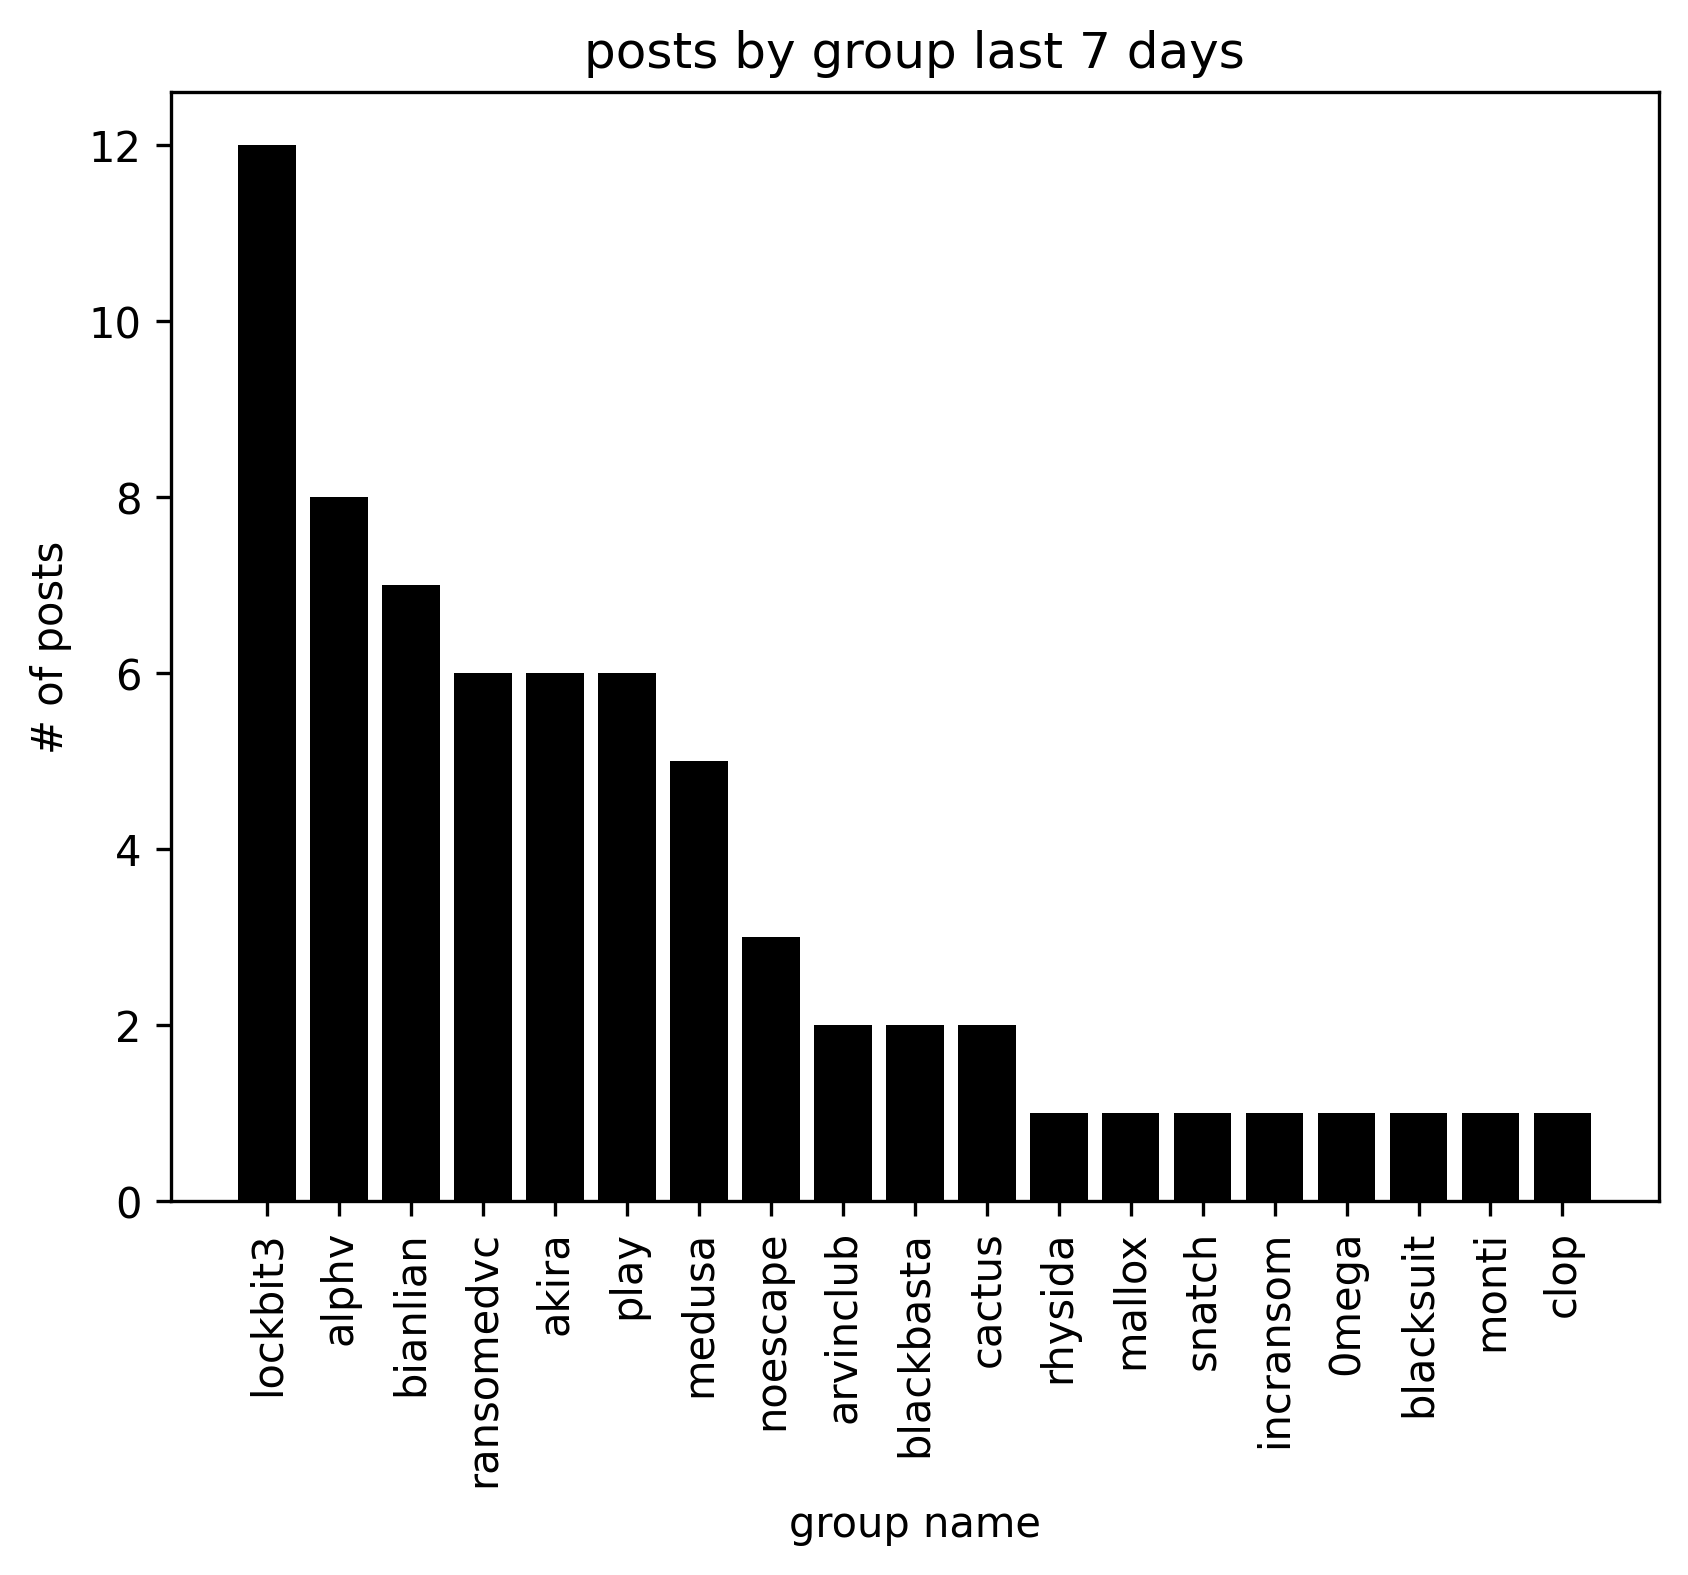 posts by group last 7 days
12
10
8
6
4
2
0
# of posts
lockbit3
alphv
bianlian
ransomedvc
akira
play
medusa
noescape
arvinclub
blackbasta
cactus
rhysida
mallox
snatch
incransom
0mega
blacksuit
monti
clop
group name